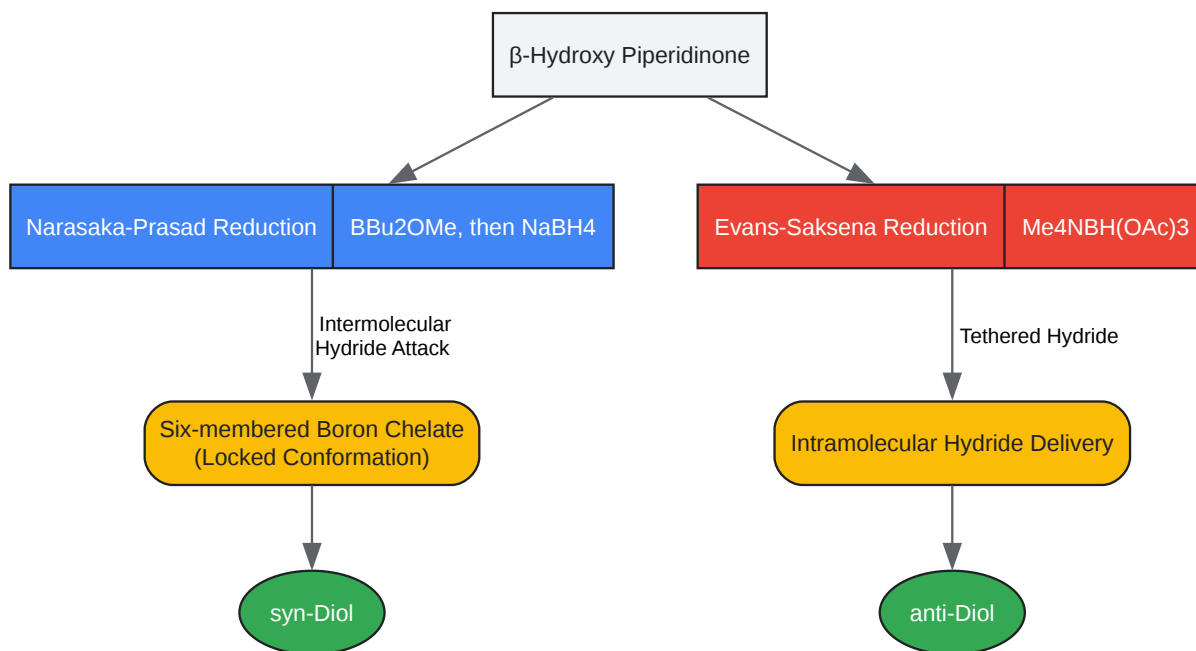 β-Hydroxy Piperidinone
Narasaka-Prasad Reduction
BBu2OMe, then NaBH4
Evans-Saksena Reduction
Me4NBH(OAc)3
Intermolecular
Hydride Attack
Tethered Hydride
Six-membered Boron Chelate
(Locked Conformation)
Intramolecular Hydride Delivery
syn-Diol
anti-Diol